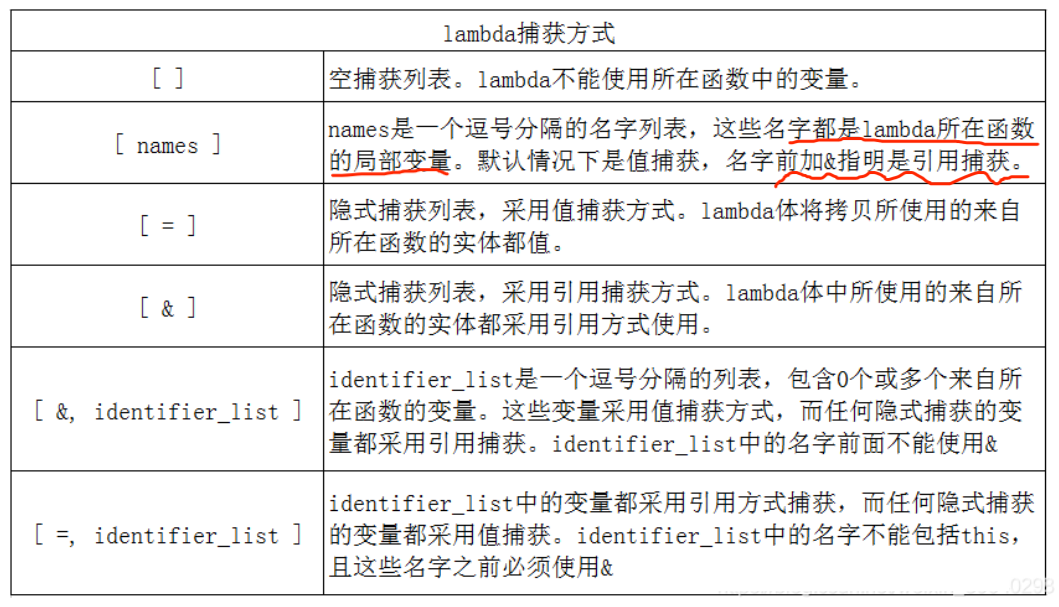 lambda捕获方式
[ ]
空捕获列表。lambda不能使用所在函数中的变量。
[ names ]
names是一个逗号分隔的名字列表，这些名字都是lambda所在函数
的局部变量。默认情况下是值捕获，名字前加&指明是引用捕获。
[ = ]
隐式捕获列表，采用值捕获方式。lambda体将拷贝所使用的来自
所在函数的实体都值。
[ & ]
隐式捕获列表，采用引用捕获方式。lambda体中所使用的来自所
在函数的实体都采用引用方式使用。
[ &, identifier_list ]
identifier_list是一个逗号分隔的列表，包含0个或多个来自所
在函数的变量。这些变量采用值捕获方式，而任何隐式捕获的变
量都采用引用捕获。identifier_list中的名字前面不能使用&
[ =, identifier_list ]
identifier_list中的变量都采用引用方式捕获，而任何隐式捕获
的变量都采用值捕获。identifier_list中的名字不能包括this，
且这些名字之前必须使用&